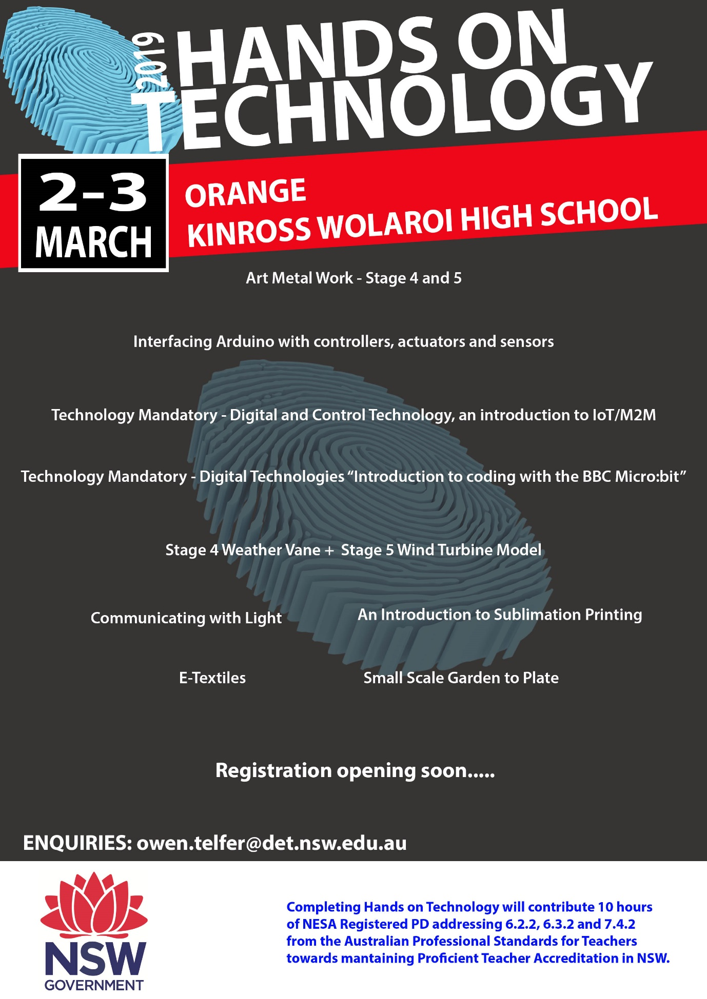 2019
HANDS ON
TECHNOLOGY
2-3
MARCH
ORANGE
KINROSS WOLAROI HIGH SCHOOL
Art Metal Work - Stage 4 and 5
Interfacing Arduino with controllers, actuators and sensors
Technology Mandatory - Digital and Control Technology, an introduction to IoT/M2M
Technology Mandatory - Digital Technologies “Introduction to coding with the BBC Micro:bit”
Stage 4 Weather Vane + Stage 5 Wind Turbine Model
Communicating with Light
An Introduction to Sublimation Printing
E-Textiles
Small Scale Garden to Plate
Registration opening soon.....
ENQUIRIES: owen.telfer@det.nsw.edu.au
NSW
GOVERNMENT
Completing Hands on Technology will contribute 10 hours
of NESA Registered PD addressing 6.2.2, 6.3.2 and 7.4.2
from the Australian Professional Standards for Teachers
towards mantaining Proficient Teacher Accreditation in NSW.